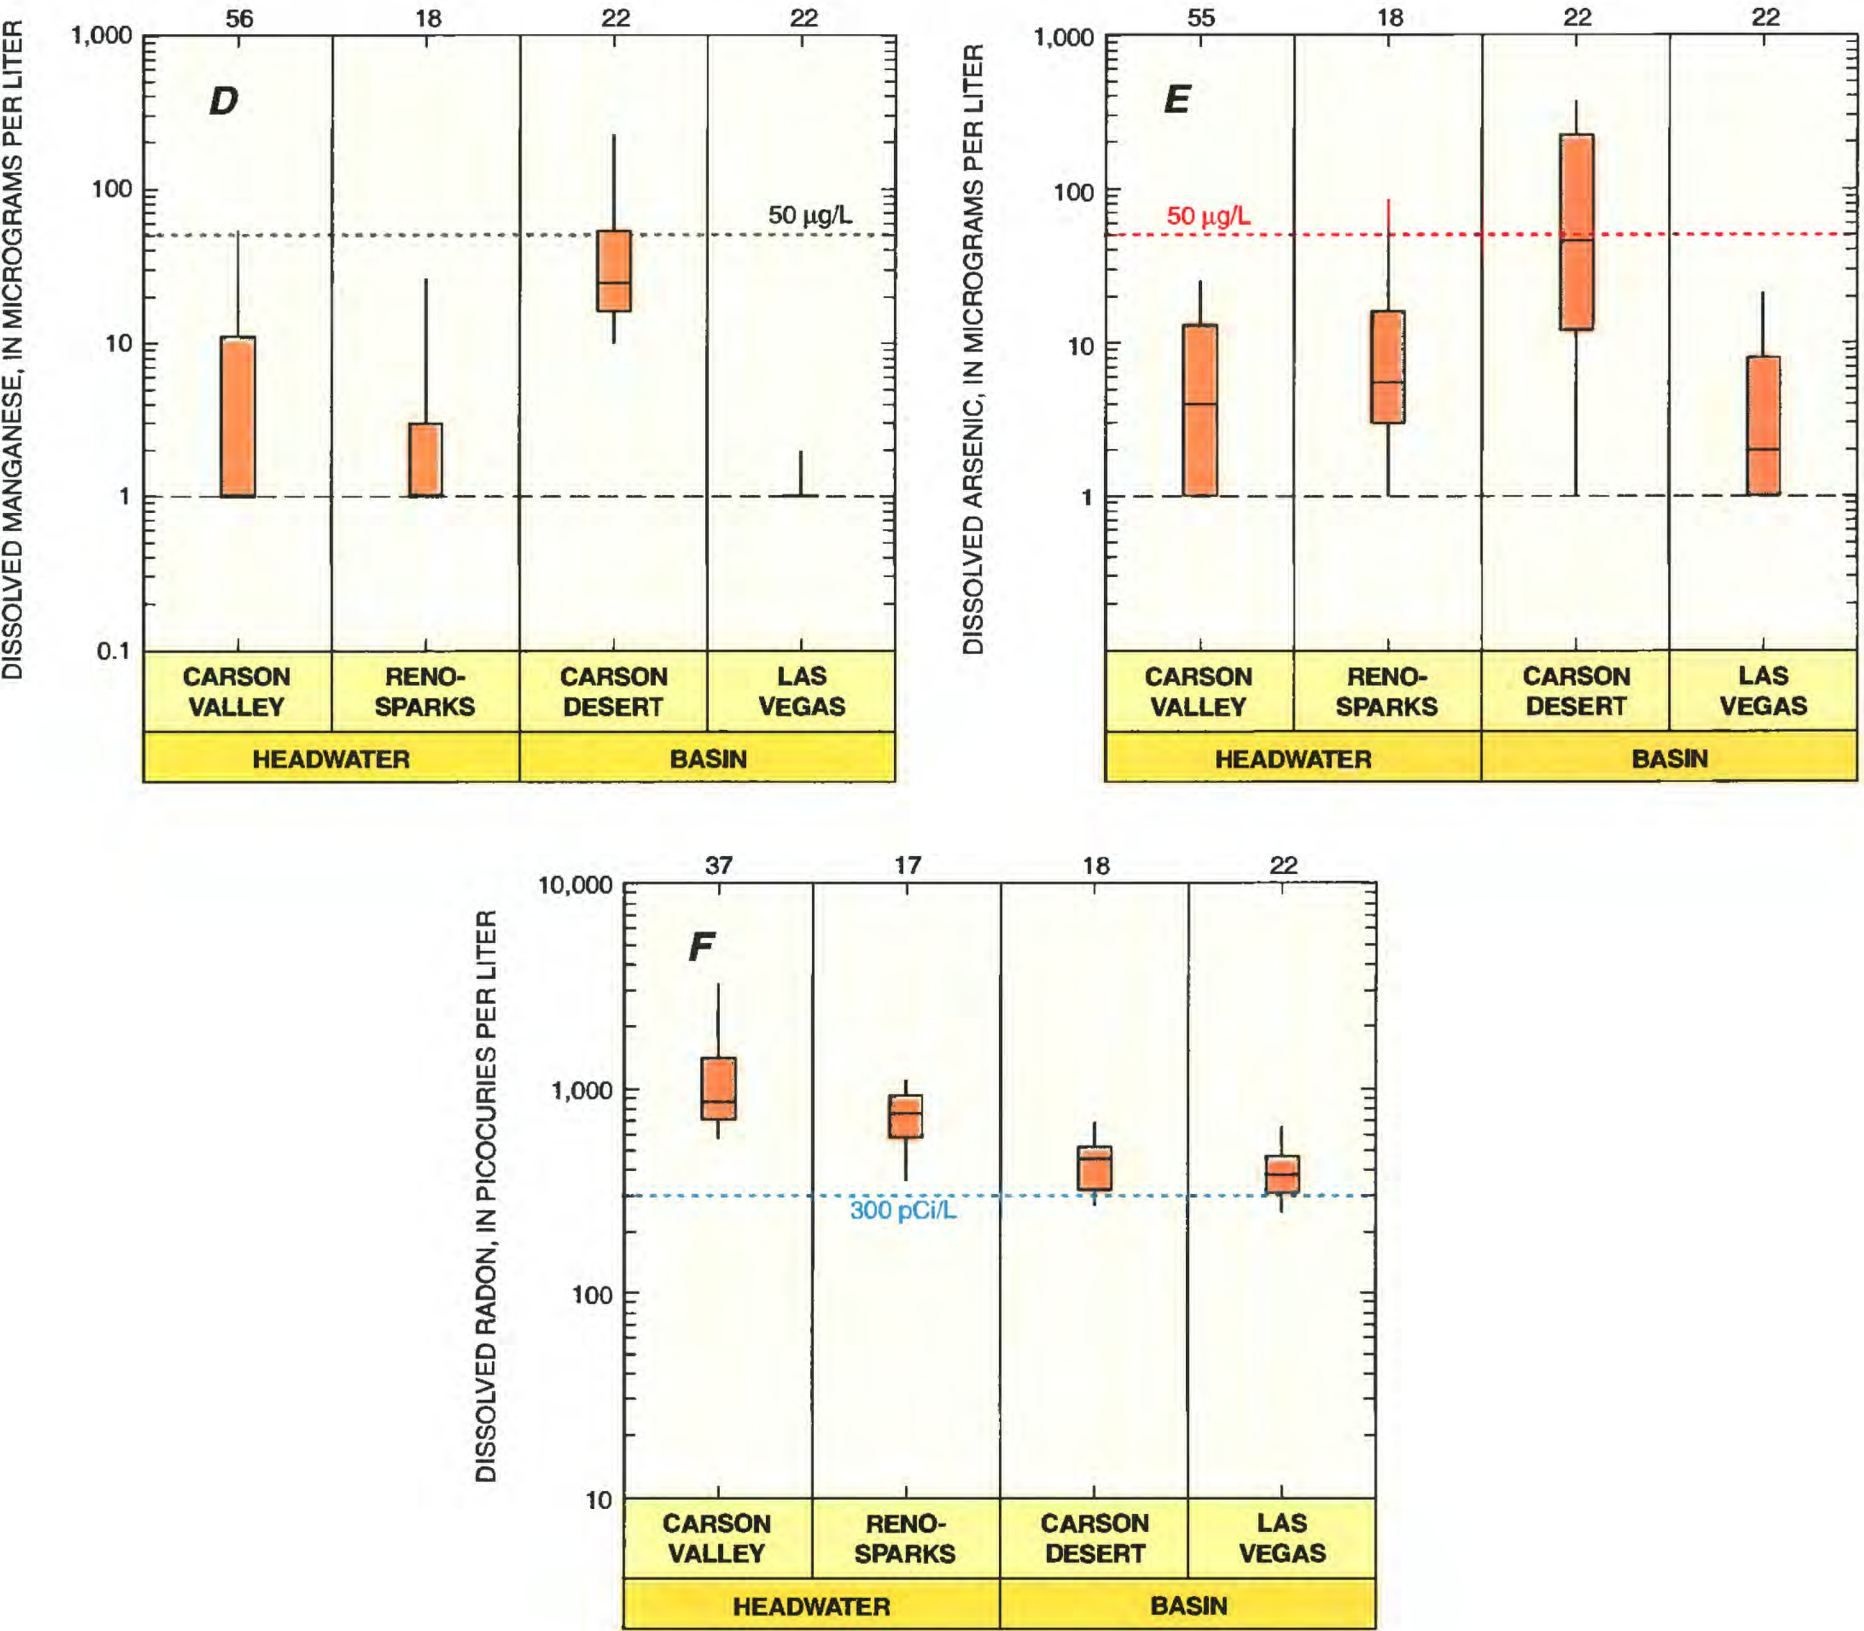 56 18 22 22
1,000
100
10
1
0.1
DISSOLVED MANGANESE, IN MICROGRAMS PER LITER
D
50 µg/L
CARSON VALLEY
RENO-SPARKS
CARSON DESERT
LAS VEGAS
HEADWATER
BASIN
55 18 22 22
1,000
100
10
1
DISSOLVED ARSENIC, IN MICROGRAMS PER LITER
E
50 µg/L
CARSON VALLEY
RENO-SPARKS
CARSON DESERT
LAS VEGAS
HEADWATER
BASIN
37 17 18 22
10,000
1,000
100
10
DISSOLVED RADON, IN PICOCURIES PER LITER
F
300 pCi/L
CARSON VALLEY
RENO-SPARKS
CARSON DESERT
LAS VEGAS
HEADWATER
BASIN